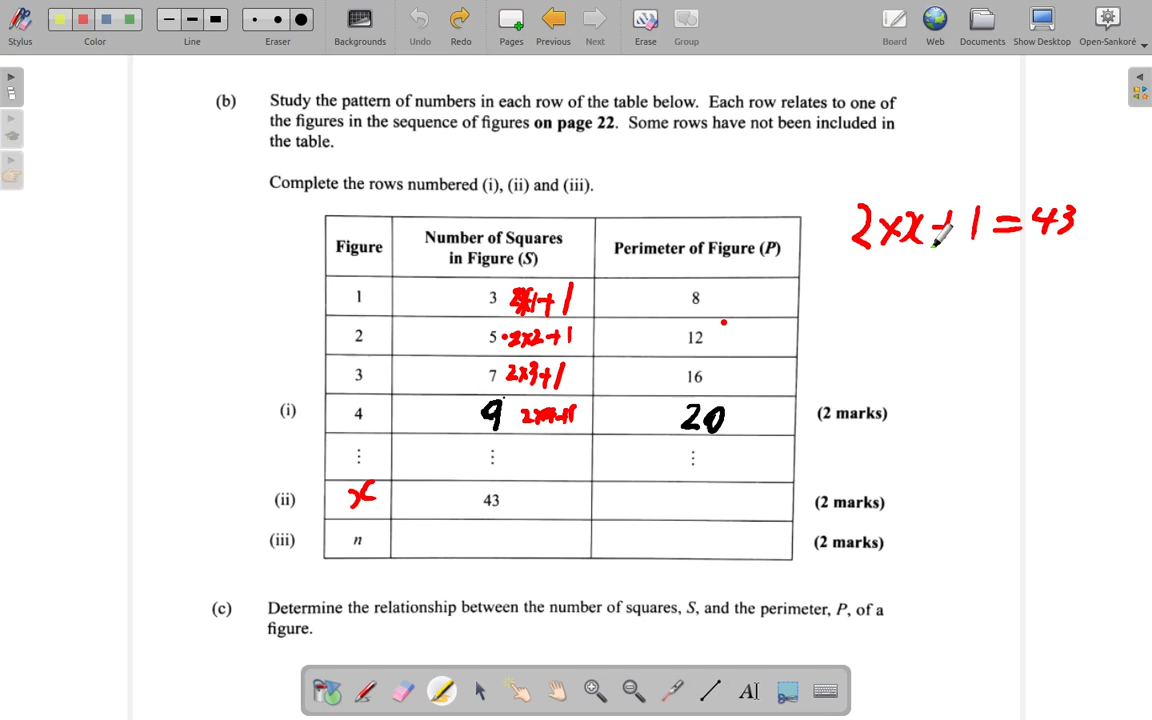 Stylus Color Line Eraser Backgrounds Undo Redo Pages Previous Next Erase Group Board Web Documents Show Desktop Open-Sankoré
(b) Study the pattern of numbers in each row of the table below. Each row relates to one of
the figures in the sequence of figures on page 22. Some rows have not been included in
the table.
Complete the rows numbered (i), (ii) and (iii).
2×x+1=43
Figure Number of Squares in Figure (S) Perimeter of Figure (P)
1 3 8
2 5 2×2+1 12
3 7 2×3+1 16
(i) 4 9 20 (2 marks)
⋮ ⋮ ⋮
(ii) x 43 (2 marks)
(iii) n (2 marks)
(c) Determine the relationship between the number of squares, S, and the perimeter, P, of a
figure.
AI